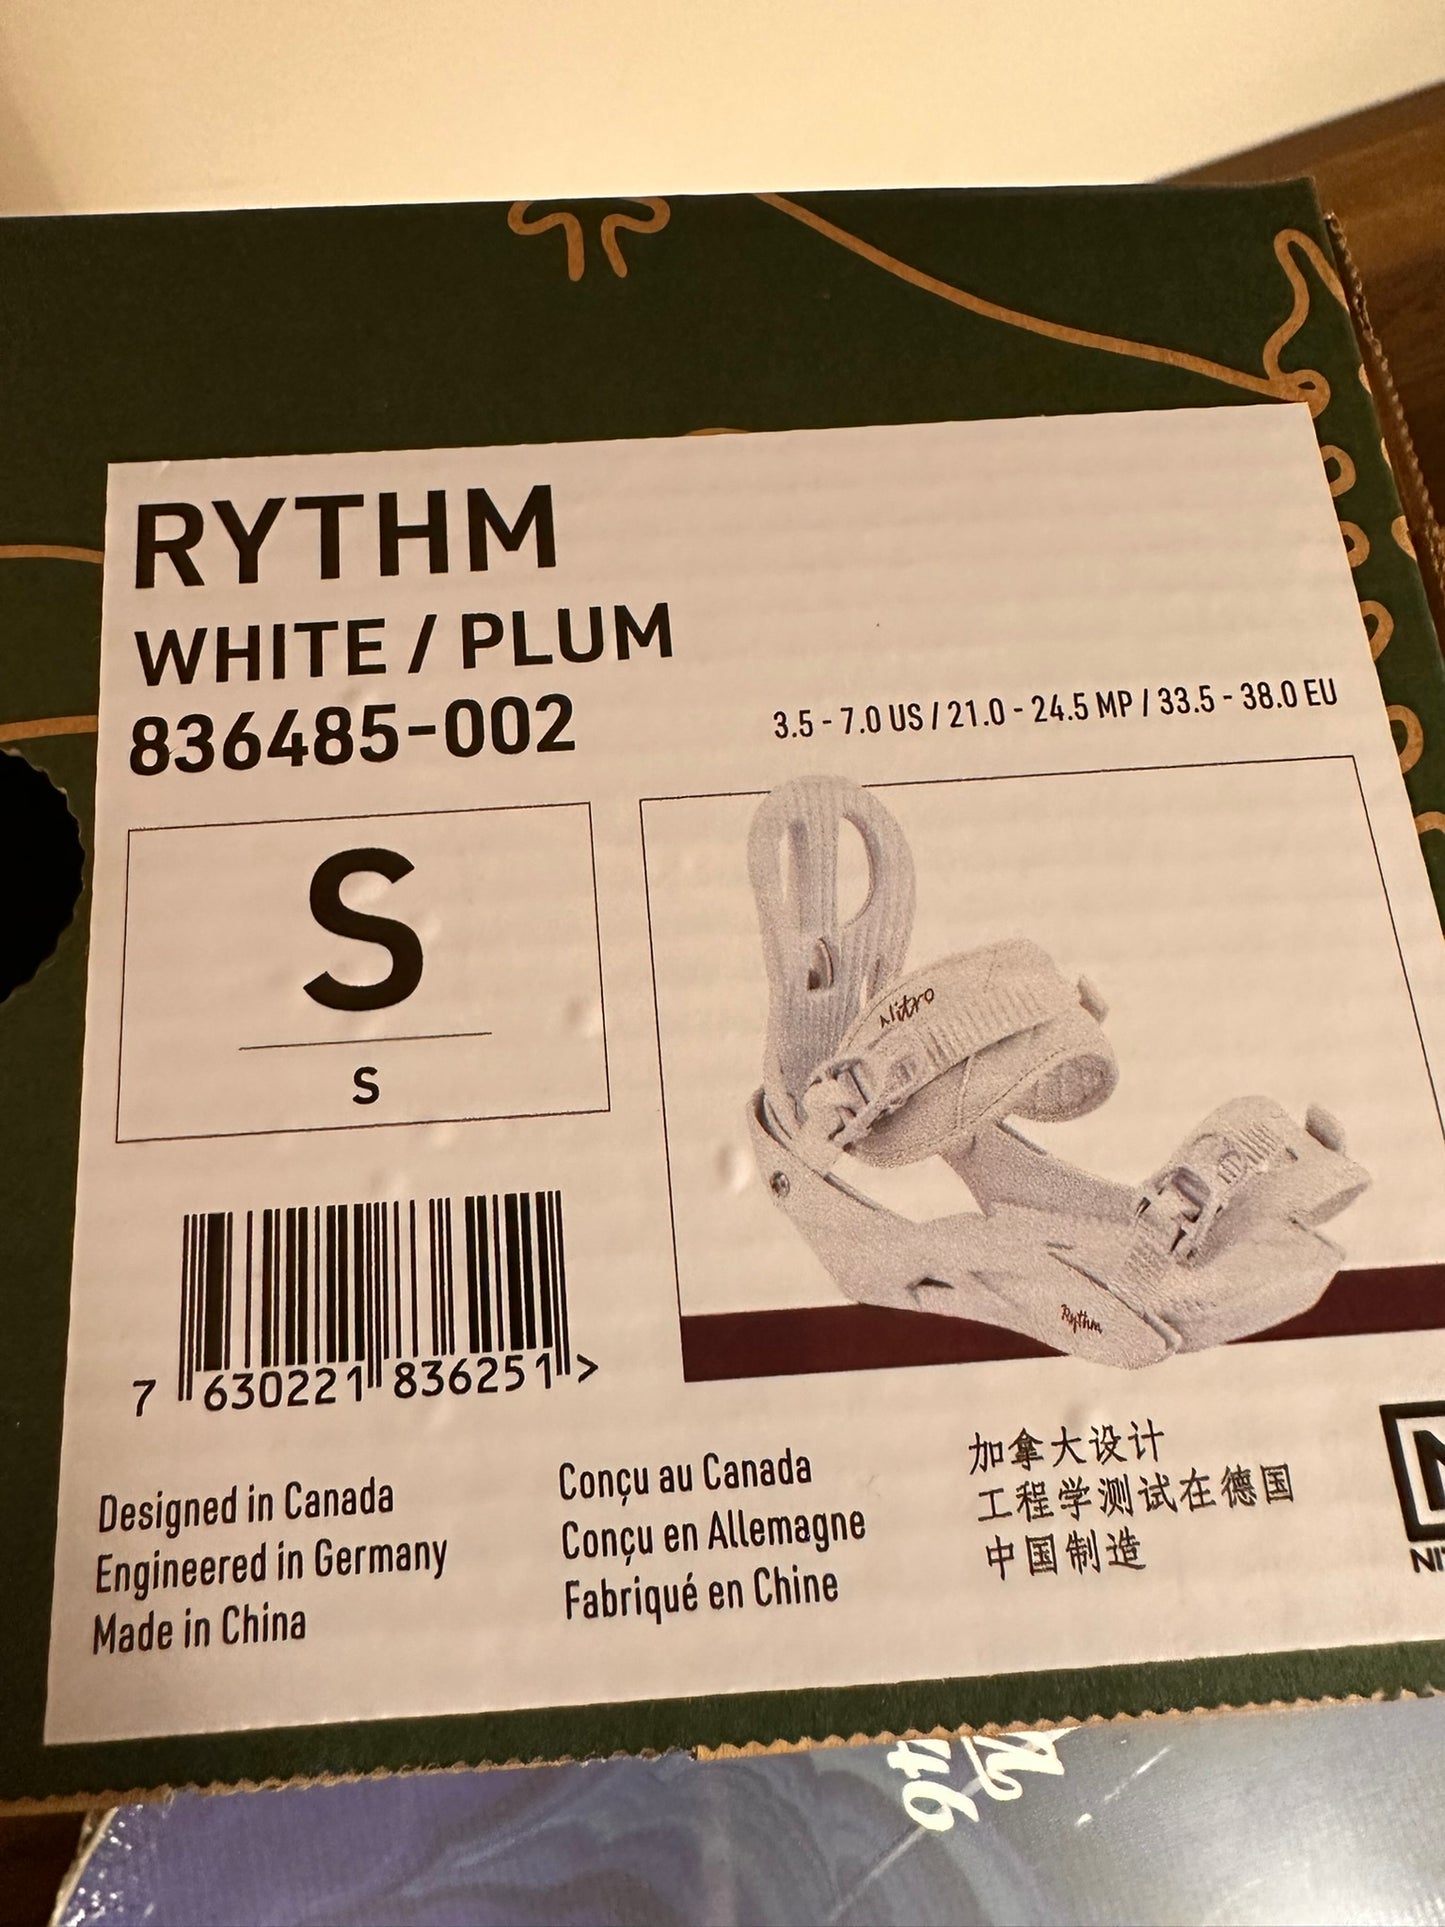 RYTHM
WHITE / PLUM
836485-002
3.5 - 7.0 US / 21.0 - 24.5 MP / 33.5 - 38.0 EU
S
S
Nitro
Rythm
7 630221 836251 >
Designed in Canada
Engineered in Germany
Made in China
Conçu au Canada
Conçu en Allemagne
Fabriqué en Chine
加拿大设计
工程学测试在德国
中国制造